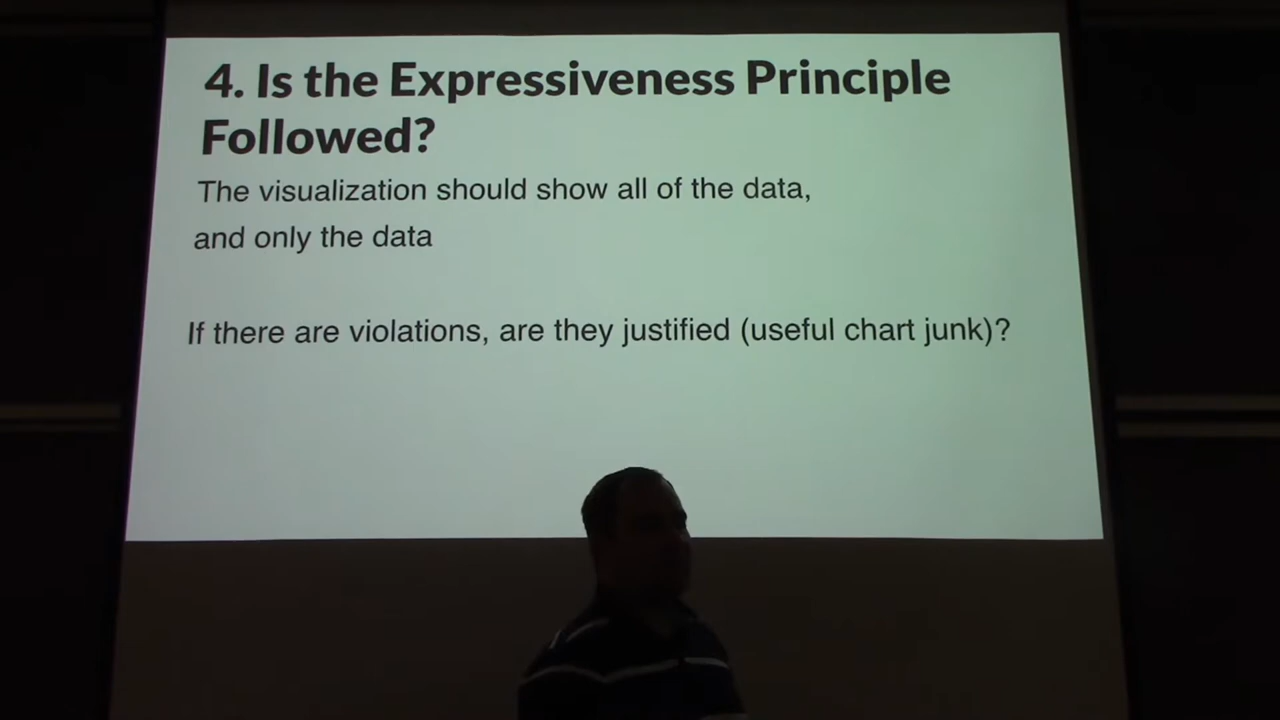 4. Is the Expressiveness Principle
Followed?
The visualization should show all of the data,
and only the data
If there are violations, are they justified (useful chart junk)?